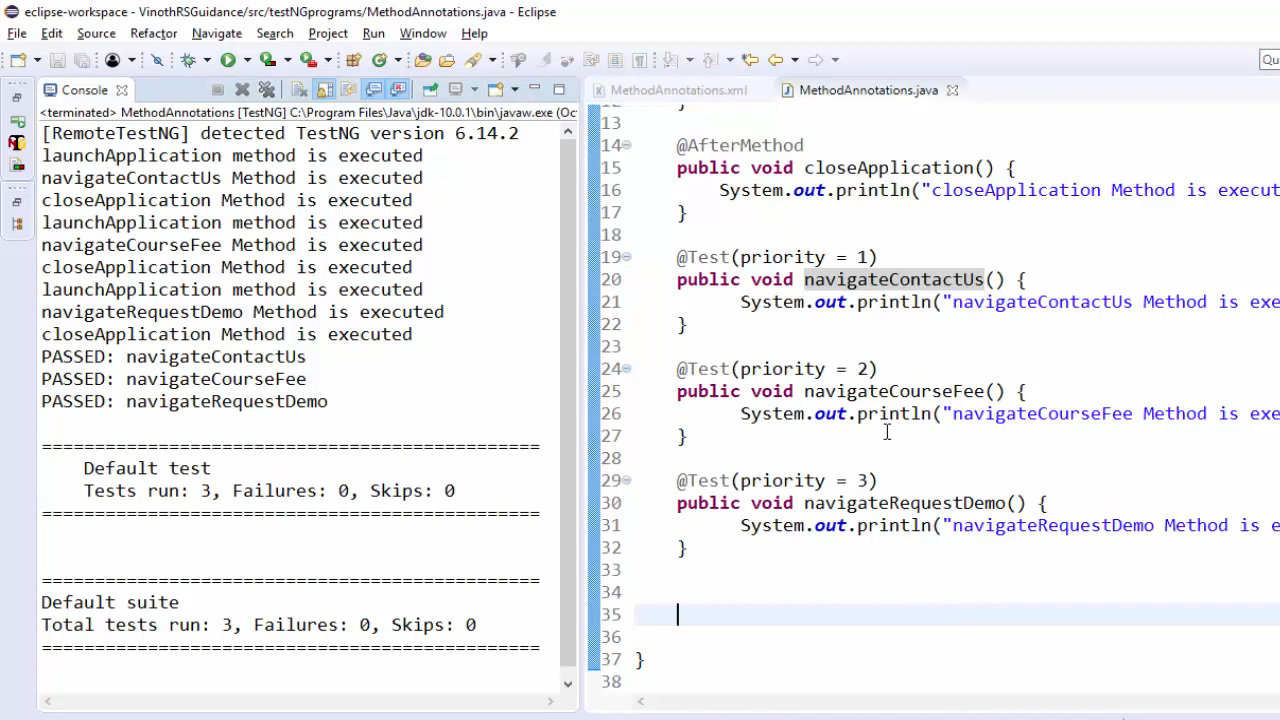 eclipse-workspace - VinothRSGuidance/src/testNGprograms/MethodAnnotations.java - Eclipse
File Edit Source Refactor Navigate Search Project Run Window Help
Qu
Console
MethodAnnotations.xml
MethodAnnotations.java
<terminated> MethodAnnotations [TestNG] C:\Program Files\Java\jdk-10.0.1\bin\javaw.exe (Oc
[RemoteTestNG] detected TestNG version 6.14.2
launchApplication method is executed
navigateContactUs Method is executed
closeApplication Method is executed
launchApplication method is executed
navigateCourseFee Method is executed
closeApplication Method is executed
launchApplication method is executed
navigateRequestDemo Method is executed
closeApplication Method is executed
PASSED: navigateContactUs
PASSED: navigateCourseFee
PASSED: navigateRequestDemo
===============================================
Default test
Tests run: 3, Failures: 0, Skips: 0
===============================================
===============================================
Default suite
Total tests run: 3, Failures: 0, Skips: 0
===============================================
12 }
13
14 @AfterMethod
15 public void closeApplication() {
16 System.out.println("closeApplication Method is execut
17 }
18
19 @Test(priority = 1)
20 public void navigateContactUs() {
21 System.out.println("navigateContactUs Method is exe
22 }
23
24 @Test(priority = 2)
25 public void navigateCourseFee() {
26 System.out.println("navigateCourseFee Method is exe
27 }
28
29 @Test(priority = 3)
30 public void navigateRequestDemo() {
31 System.out.println("navigateRequestDemo Method is e
32 }
33
34
35
36
37 }
38